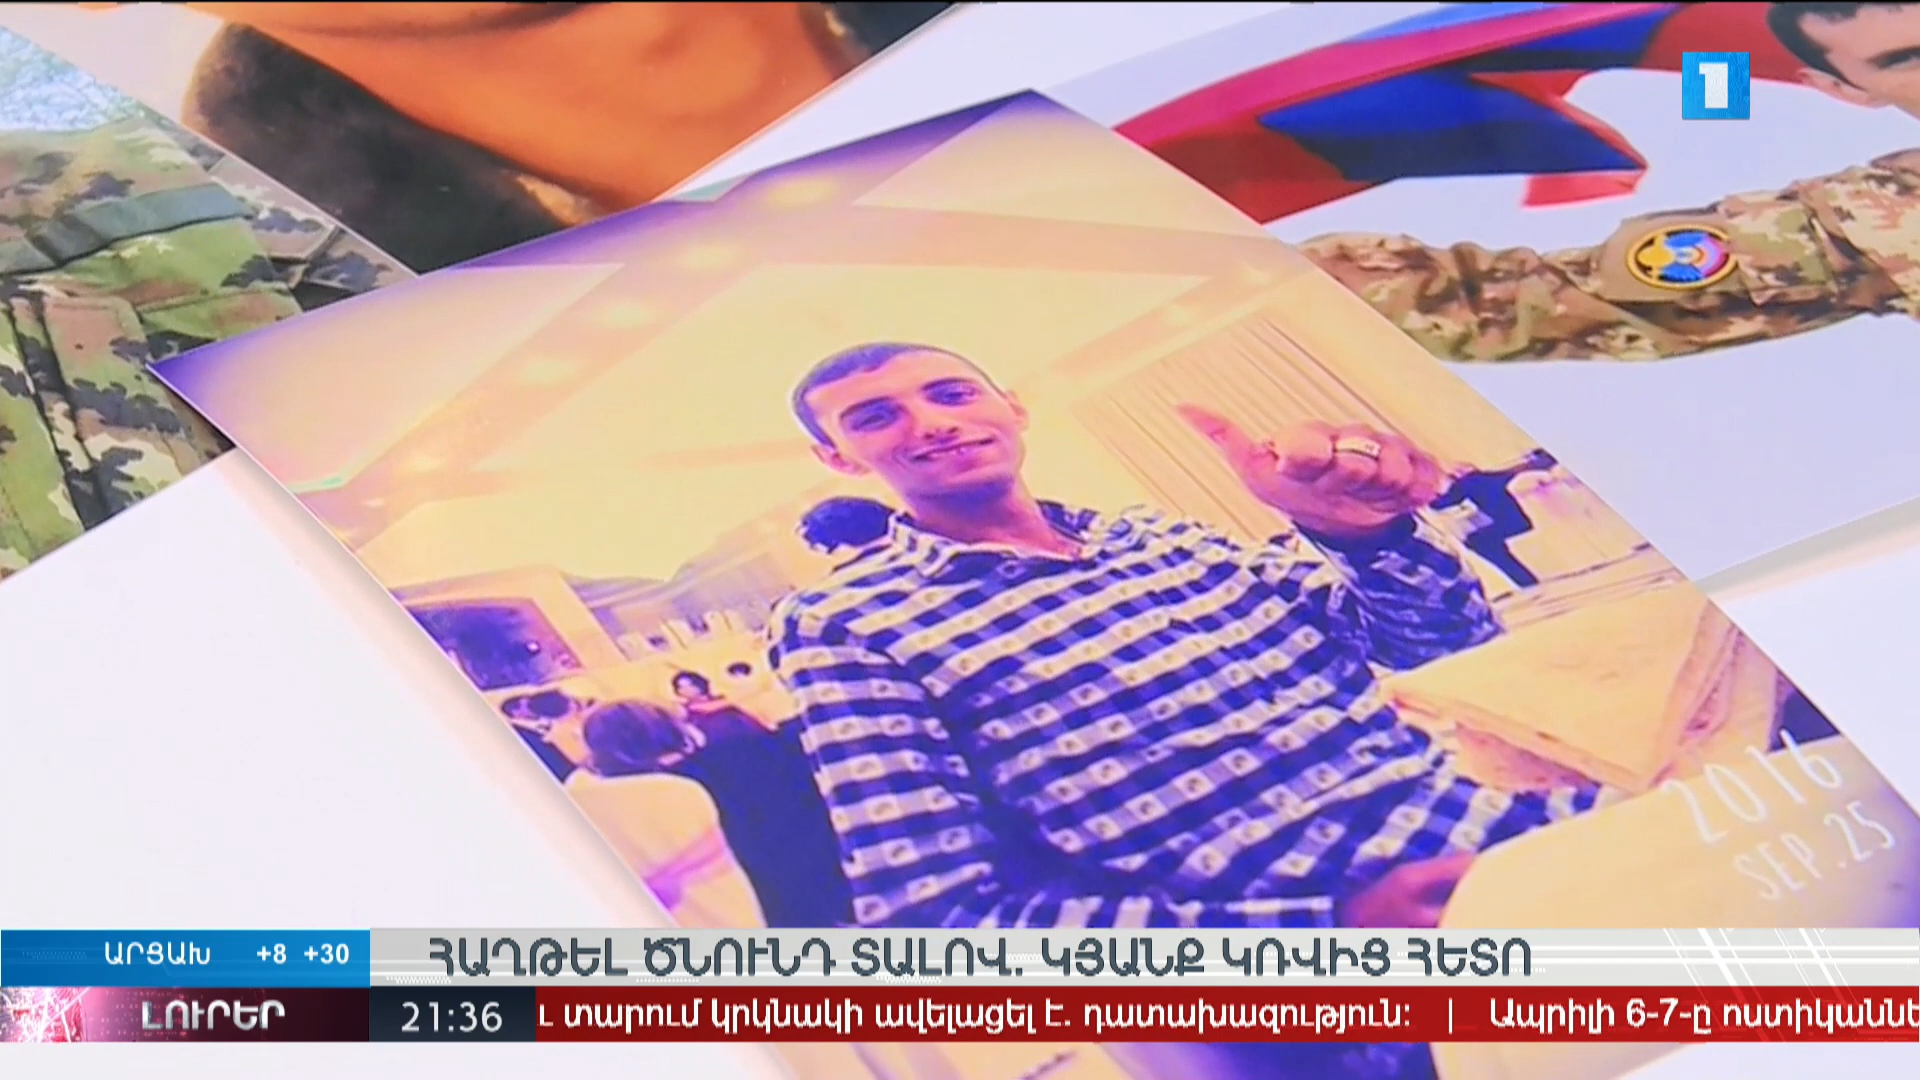 1
2016
SEP.25
ԱՐՑԱԽ +8 +30
ՀԱՂԹԵԼ ԾՆՈՒՆԴ ՏԱԼՈՎ. ԿՅԱՆՔ ԿՌՎԻՑ ՀԵՏՈ
ԼՈՒՐԵՐ
21:36
ւ տարում կրկնակի ավելացել է. դատախազություն: | Ապրիլի 6-7-ը ոստիկաննե